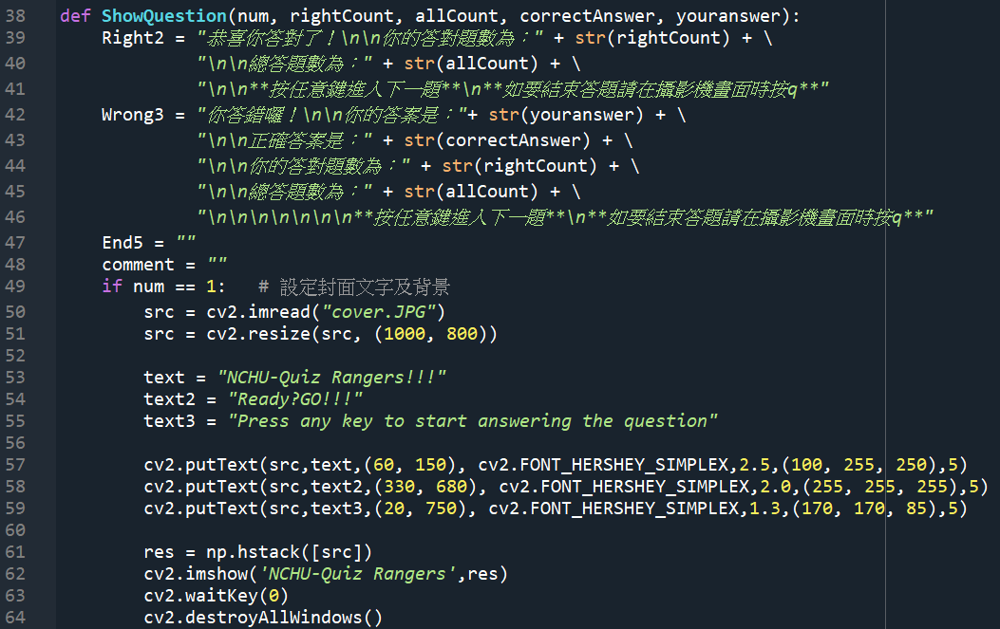 38 def ShowQuestion(num, rightCount, allCount, correctAnswer, youranswer):
39     Right2 = "恭喜你答對了！\n\n你的答對題數為：" + str(rightCount) + \
40              "\n\n總答題數為：" + str(allCount) + \
41              "\n\n**按任意鍵進入下一題**\n**如要結束答題請在攝影機畫面時按q**"
42     Wrong3 = "你答錯囉！\n\n你的答案是："+ str(youranswer) + \
43              "\n\n正確答案是：" + str(correctAnswer) + \
44              "\n\n你的答對題數為：" + str(rightCount) + \
45              "\n\n總答題數為：" + str(allCount) + \
46              "\n\n\n\n\n\n\n**按任意鍵進入下一題**\n**如要結束答題請在攝影機畫面時按q**"
47     End5 = ""
48     comment = ""
49     if num == 1:   # 設定封面文字及背景
50         src = cv2.imread("cover.JPG")
51         src = cv2.resize(src, (1000, 800))
52
53         text = "NCHU-Quiz Rangers!!!"
54         text2 = "Ready?GO!!!"
55         text3 = "Press any key to start answering the question"
56
57         cv2.putText(src,text,(60, 150), cv2.FONT_HERSHEY_SIMPLEX,2.5,(100, 255, 250),5)
58         cv2.putText(src,text2,(330, 680), cv2.FONT_HERSHEY_SIMPLEX,2.0,(255, 255, 255),5)
59         cv2.putText(src,text3,(20, 750), cv2.FONT_HERSHEY_SIMPLEX,1.3,(170, 170, 85),5)
60
61         res = np.hstack([src])
62         cv2.imshow('NCHU-Quiz Rangers',res)
63         cv2.waitKey(0)
64         cv2.destroyAllWindows()